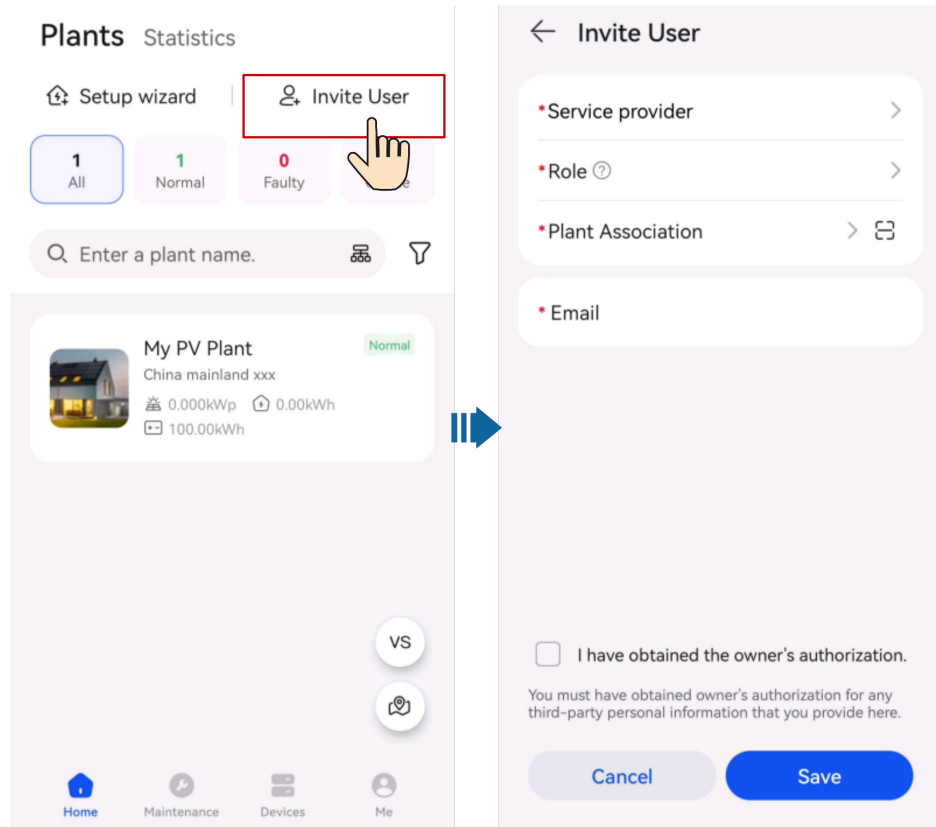 Plants Statistics
Setup wizard
Invite User
1
All
1
Normal
0
Faulty
Enter a plant name.
My PV Plant
Normal
China mainland xxx
0.000kWp 0.00kWh
100.00kWh
VS
Home
Maintenance
Devices
Me
Invite User
*Service provider
*Role
*Plant Association
* Email
I have obtained the owner's authorization.
You must have obtained owner's authorization for any
third-party personal information that you provide here.
Cancel
Save